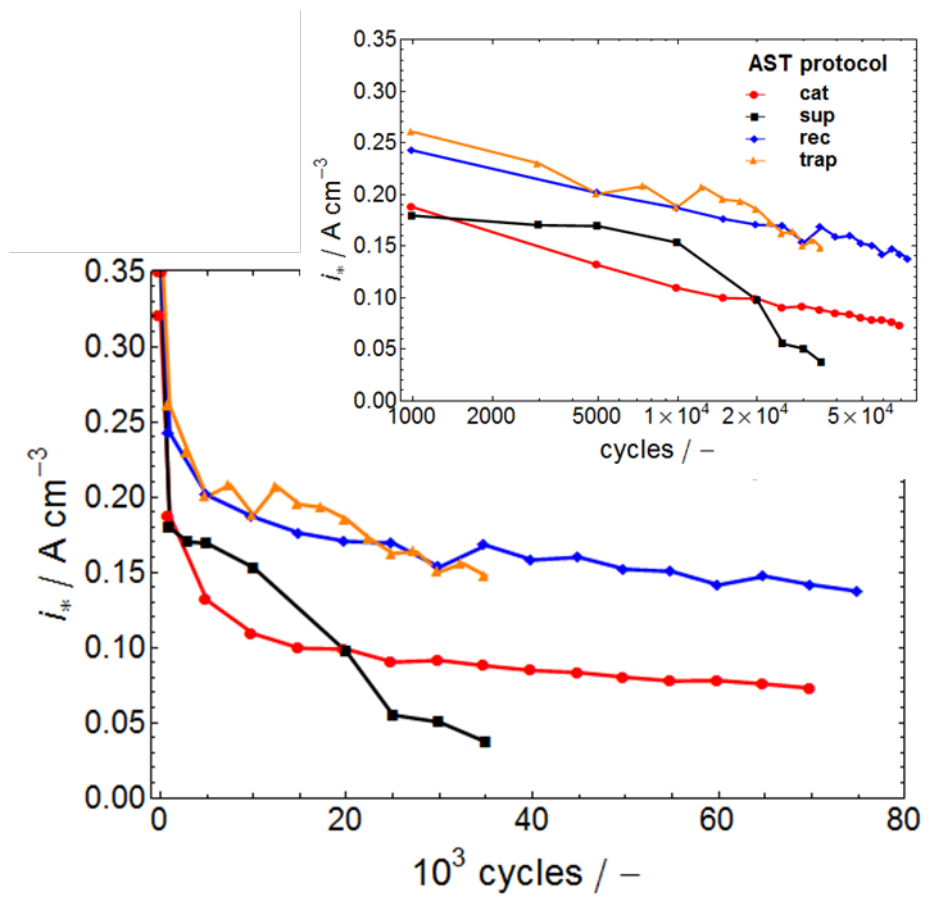 0.35
0.30
0.25
0.20
0.15
0.10
0.05
0.00
i* / A cm⁻³
AST protocol
cat
sup
rec
trap
1000 2000 5000 1×10⁴ 2×10⁴ 5×10⁴
cycles / –
0.35
0.30
0.25
0.20
0.15
0.10
0.05
0.00
i* / A cm⁻³
0 20 40 60 80
10³ cycles / –